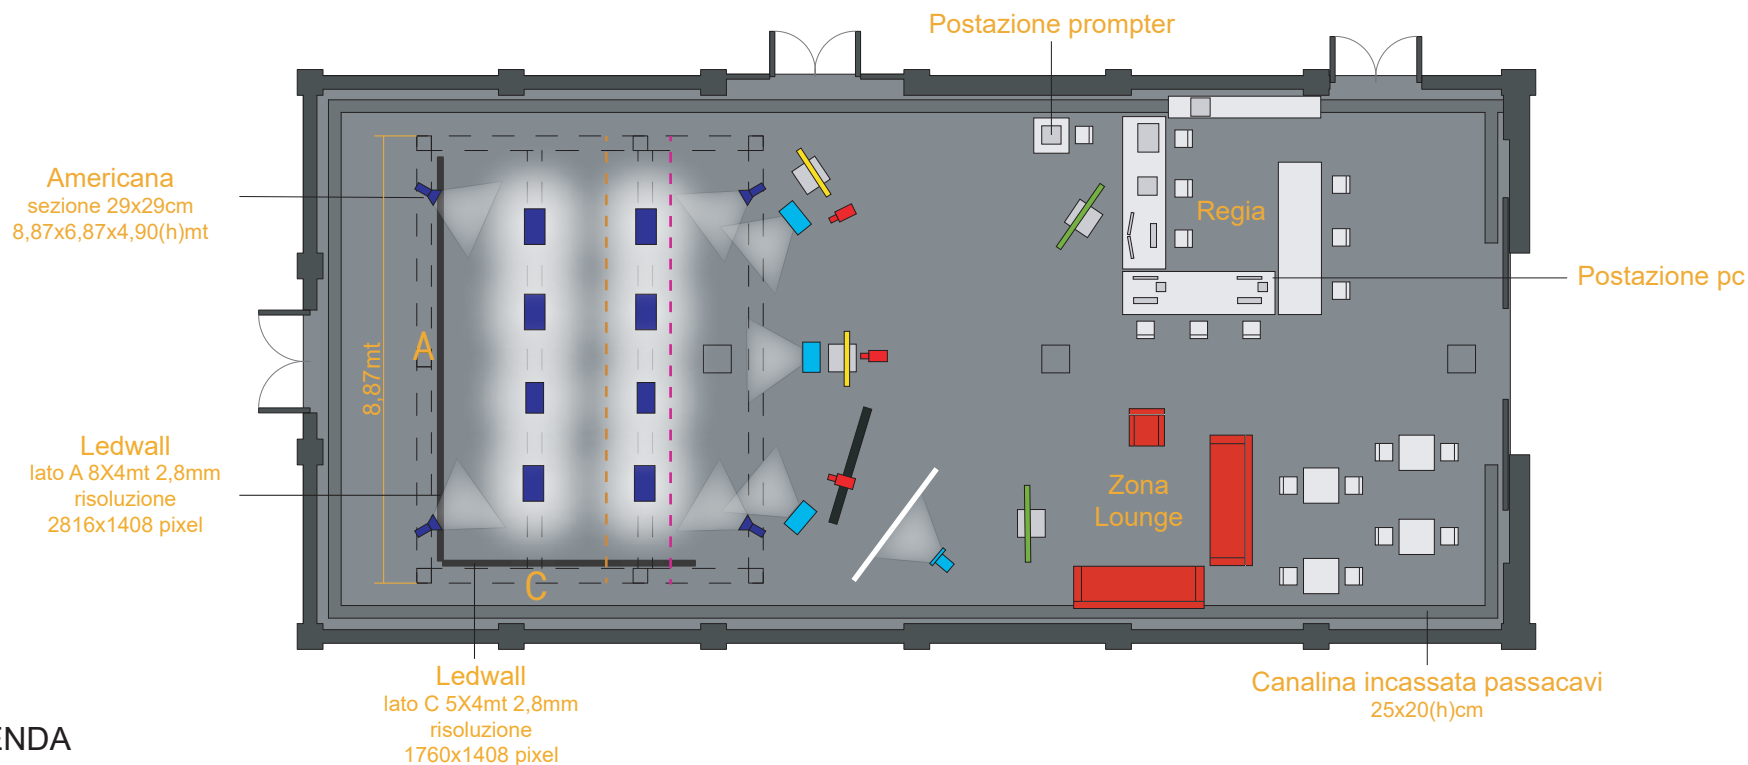 Postazione prompter
Americana
sezione 29x29cm
8,87x6,87x4,90(h)mt
Regia
Postazione pc
A
8,87mt
Ledwall
lato A 8X4mt 2,8mm
risoluzione
2816x1408 pixel
Zona
Lounge
C
Ledwall
lato C 5X4mt 2,8mm
risoluzione
1760x1408 pixel
Canalina incassata passacavi
25x20(h)cm
ENDA